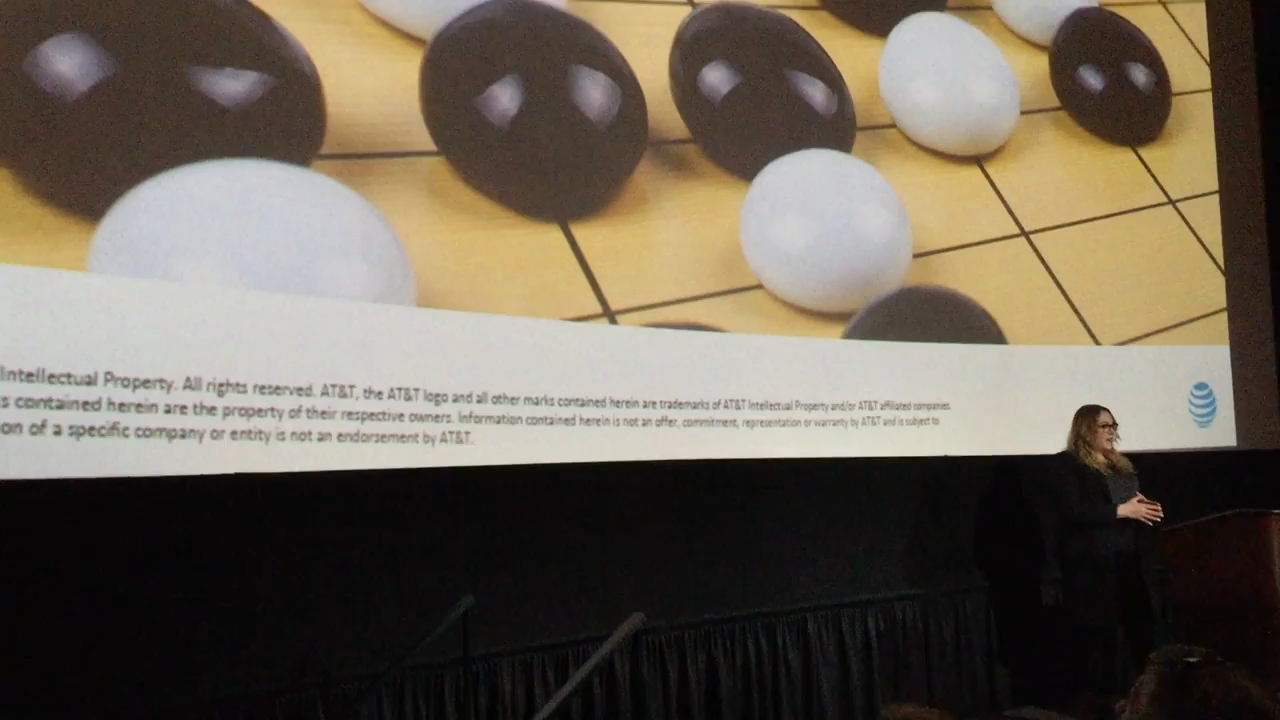 Intellectual Property. All rights reserved. AT&T, the AT&T logo and all other marks contained herein are trademarks of AT&T Intellectual Property and/or AT&T affiliated companies.
s contained herein are the property of their respective owners. Information contained herein is not an offer, commitment, representation or warranty by AT&T and is subject to
on of a specific company or entity is not an endorsement by AT&T.